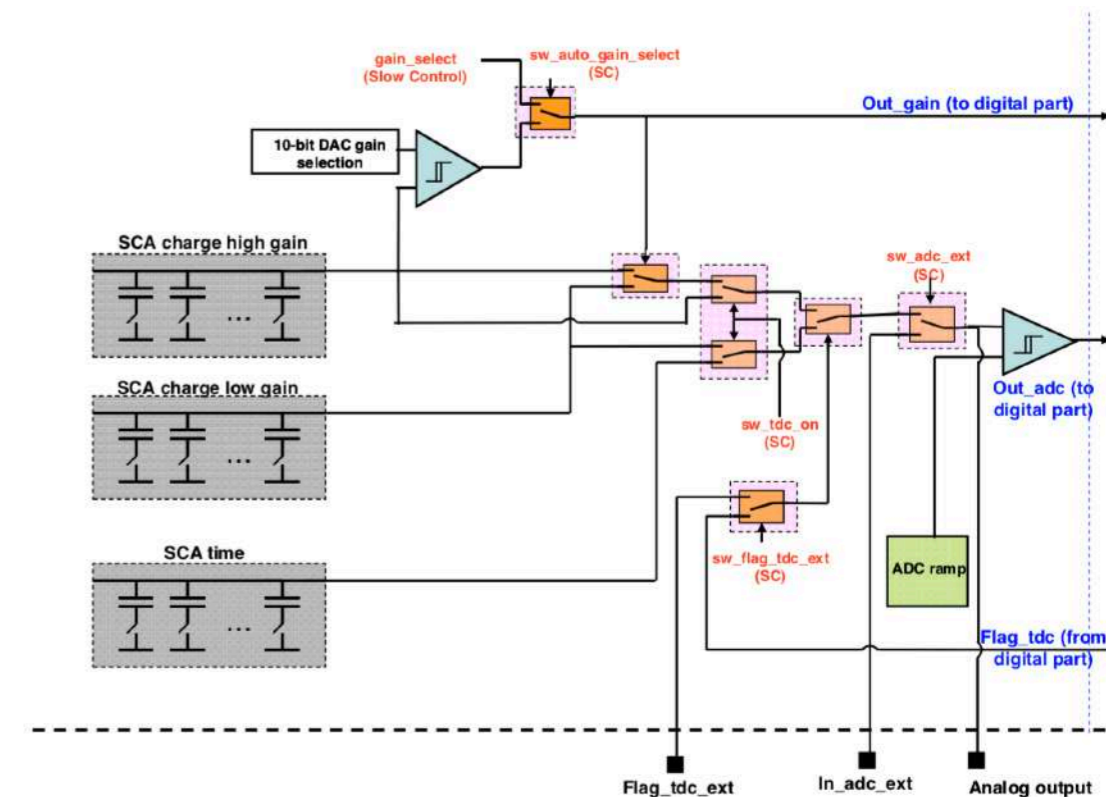 gain_select
(Slow Control)
sw_auto_gain_select
(SC)
Out_gain (to digital part)
10-bit DAC gain
selection
SCA charge high gain
...
sw_adc_ext
(SC)
SCA charge low gain
...
Out_adc (to
digital part)
sw_tdc_on
(SC)
SCA time
...
sw_flag_tdc_ext
(SC)
ADC ramp
Flag_tdc (from
digital part)
Flag_tdc_ext
In_adc_ext
Analog output